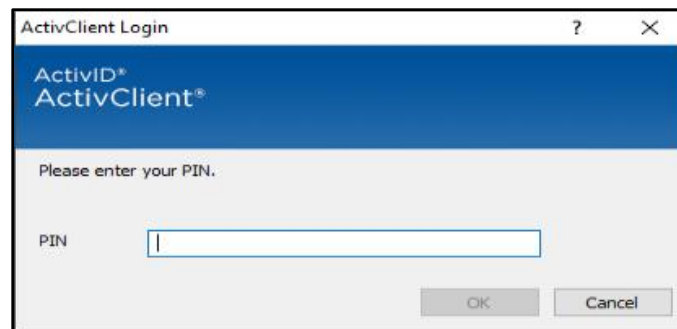 ActivClient Login ? ×
ActivID®
ActivClient®
Please enter your PIN.
PIN
OK Cancel